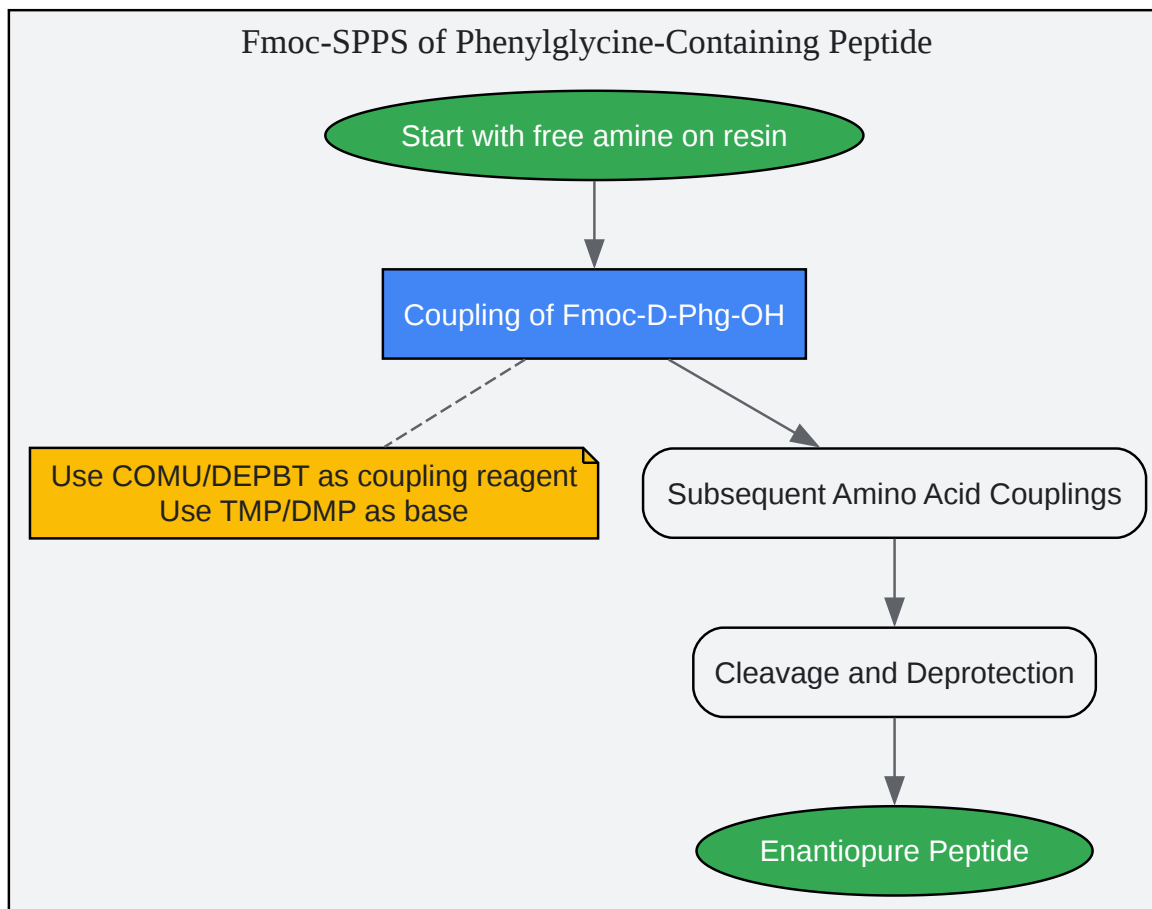 Fmoc-SPPS of Phenylglycine-Containing Peptide
Start with free amine on resin
Coupling of Fmoc-D-Phg-OH
Use COMU/DEPBT as coupling reagent
Use TMP/DMP as base
Subsequent Amino Acid Couplings
Cleavage and Deprotection
Enantiopure Peptide